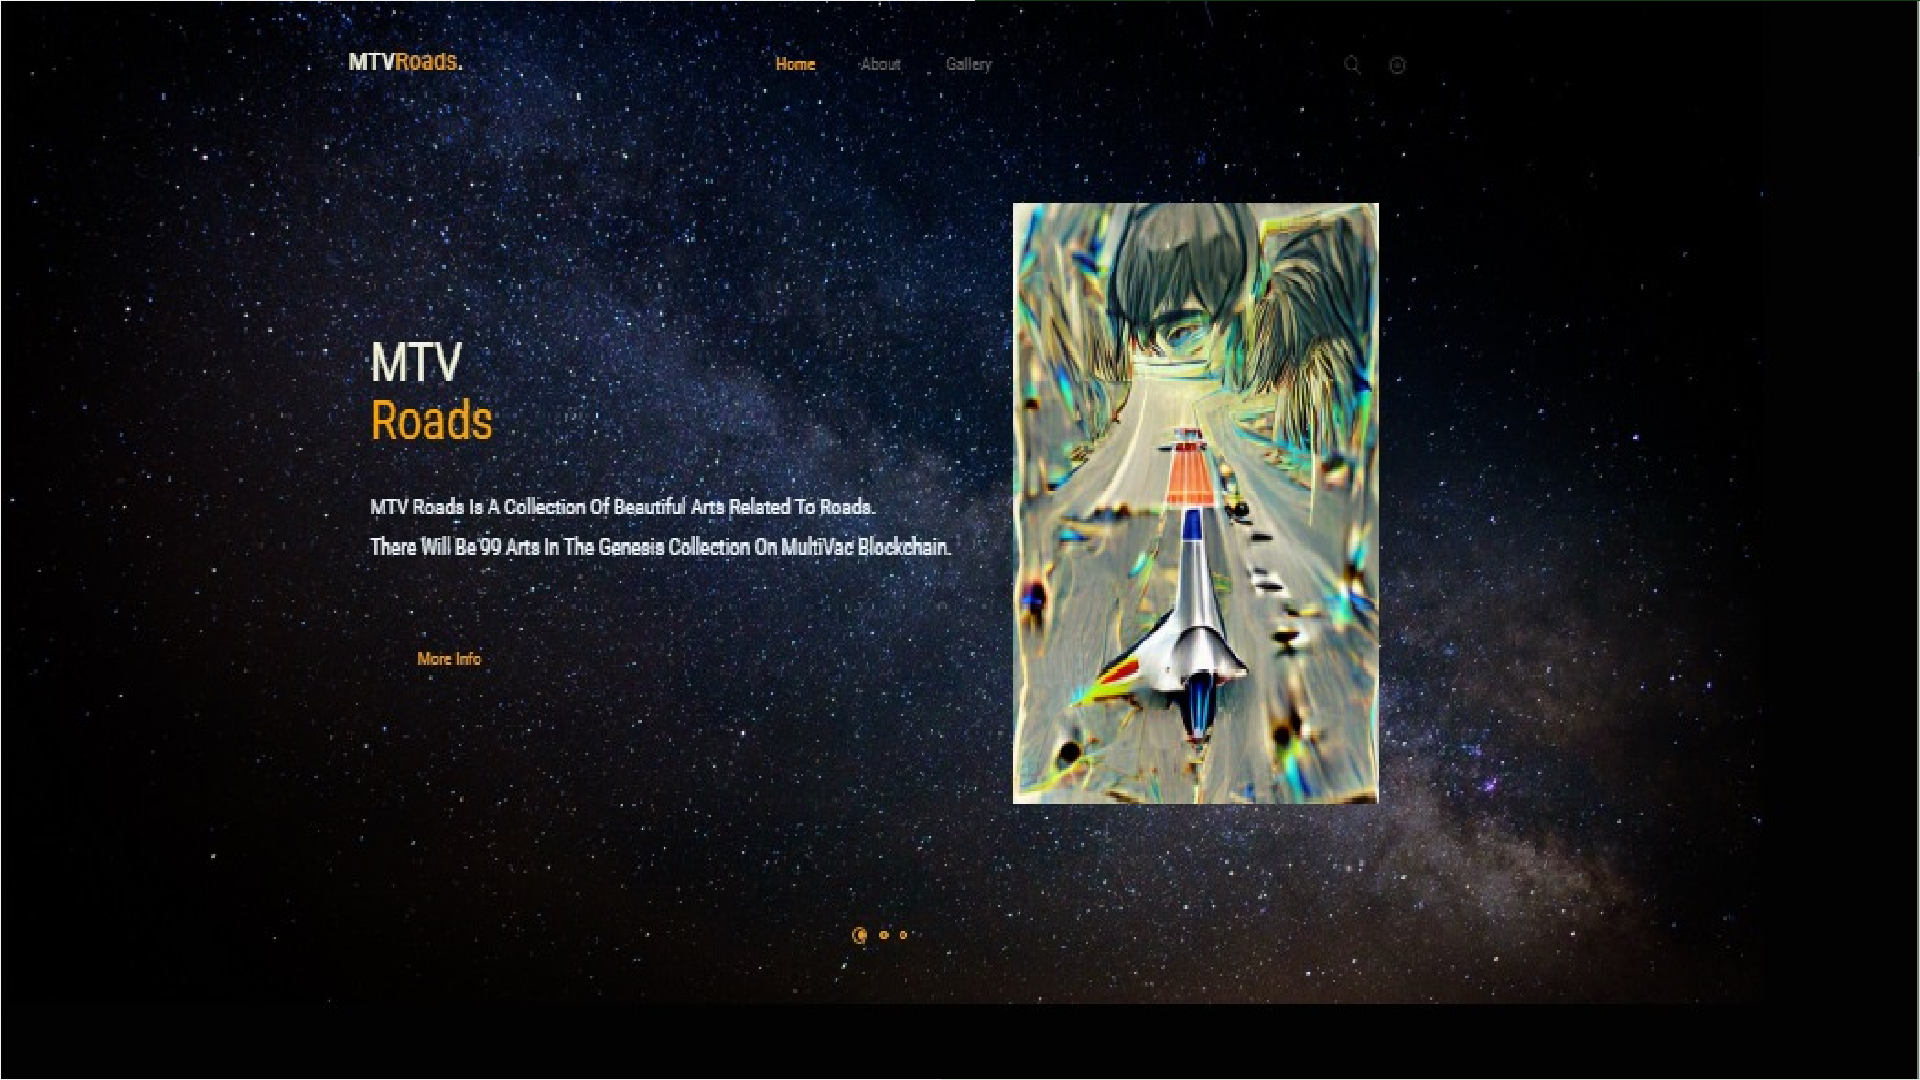 MTVRoads.
Home About Gallery
MTV
Roads
MTV Roads Is A Collection Of Beautiful Arts Related To Roads.
There Will Be 99 Arts In The Genesis Collection On MultiVac Blockchain.
More Info